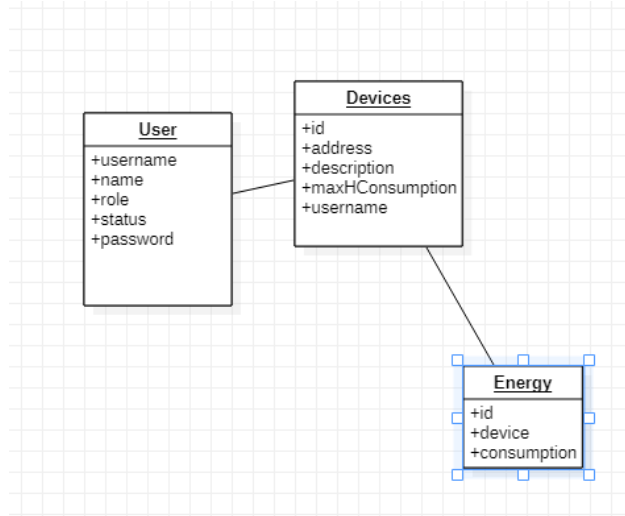 User
+username
+name
+role
+status
+password
Devices
+id
+address
+description
+maxHConsumption
+username
Energy
+id
+device
+consumption